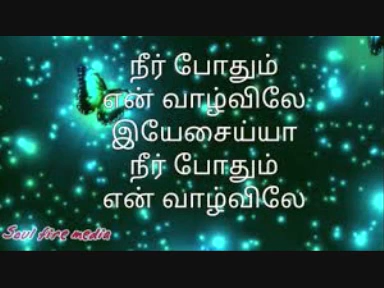 நீர் போதும்
என் வாழ்விலே
இயேசைய்யா
நீர் போதும்
என் வாழ்விலே
Soul fire media